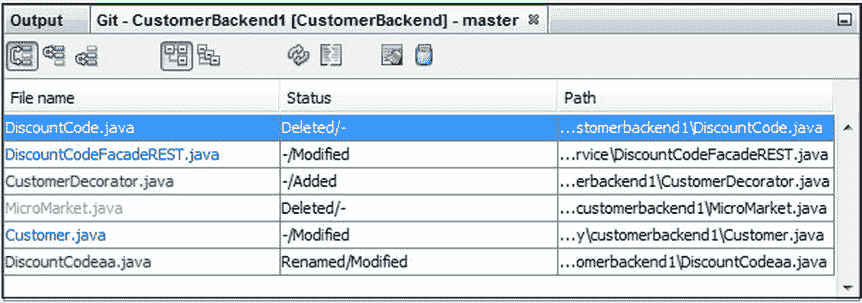 Output Git - CustomerBackend1 [CustomerBackend] - master
File name Status Path
DiscountCode.java Deleted/- ...stomerbackend1\DiscountCode.java
DiscountCodeFacadeREST.java -/Modified ...rvice\DiscountCodeFacadeREST.java
CustomerDecorator.java -/Added ...erbackend1\CustomerDecorator.java
MicroMarket.java Deleted/- ...customerbackend1\MicroMarket.java
Customer.java -/Modified ...y\customerbackend1\Customer.java
DiscountCodeaa.java Renamed/Modified ...omerbackend1\DiscountCodeaa.java